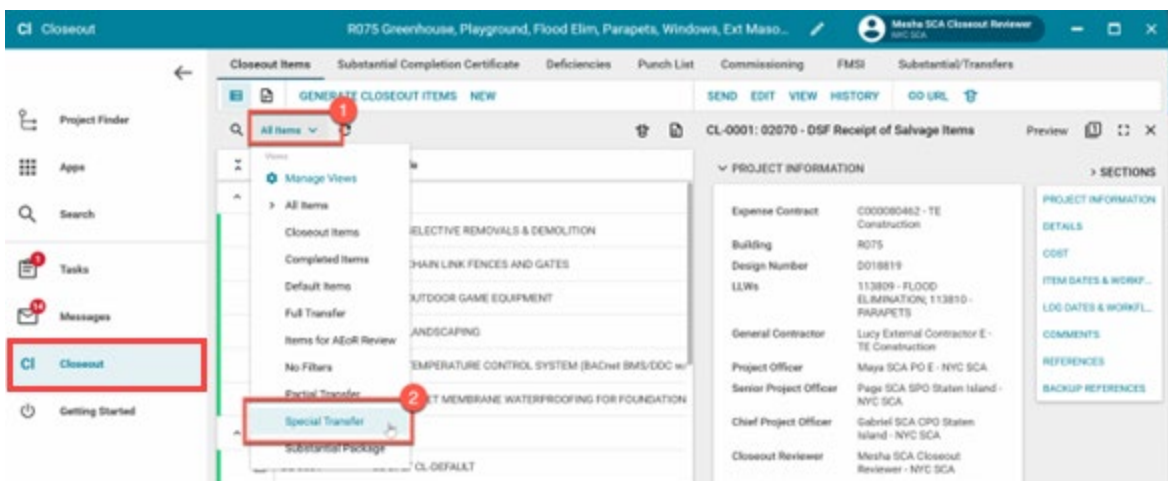 Cl Closeout
R075 Greenhouse, Playground, Flood Elim, Parapets, Windows, Ext Maso...
Mesha SCA Closeout Reviewer
NYC SCA
Project Finder
Apps
Search
1
Tasks
14
Messages
Cl Closeout
Getting Started
Closeout Items Substantial Completion Certificate Deficiencies Punch List Commissioning FMSI Substantial/Transfers
GENERATE CLOSEOUT ITEMS NEW
1
All Items
Views
Manage Views
All Items
Closeout Items
Completed Items
Default Items
Full Transfer
Items for AEoR Review
No Filters
Partial Transfer
2
Special Transfer
Substantial Package
SELECTIVE REMOVALS & DEMOLITION
CHAIN LINK FENCES AND GATES
OUTDOOR GAME EQUIPMENT
LANDSCAPING
TEMPERATURE CONTROL SYSTEM (BACnet BMS/DDC w/
ET MEMBRANE WATERPROOFING FOR FOUNDATION
CL-DEFAULT
SEND EDIT VIEW HISTORY GO URL
CL-0001: 02070 - DSF Receipt of Salvage Items Preview
PROJECT INFORMATION
Expense Contract C000080462 - TE
Construction
Building R075
Design Number D018819
LLWs 113809 - FLOOD
ELIMINATION; 113810 -
PARAPETS
General Contractor Lucy External Contractor E -
TE Construction
Project Officer Maya SCA PO E - NYC SCA
Senior Project Officer Page SCA SPO Staten Island -
NYC SCA
Chief Project Officer Gabriel SCA CPO Staten
Island - NYC SCA
Closeout Reviewer Mesha SCA Closeout
Reviewer - NYC SCA
> SECTIONS
PROJECT INFORMATION
DETAILS
COST
ITEM DATES & WORKF...
LOG DATES & WORKFL...
COMMENTS
REFERENCES
BACKUP REFERENCES